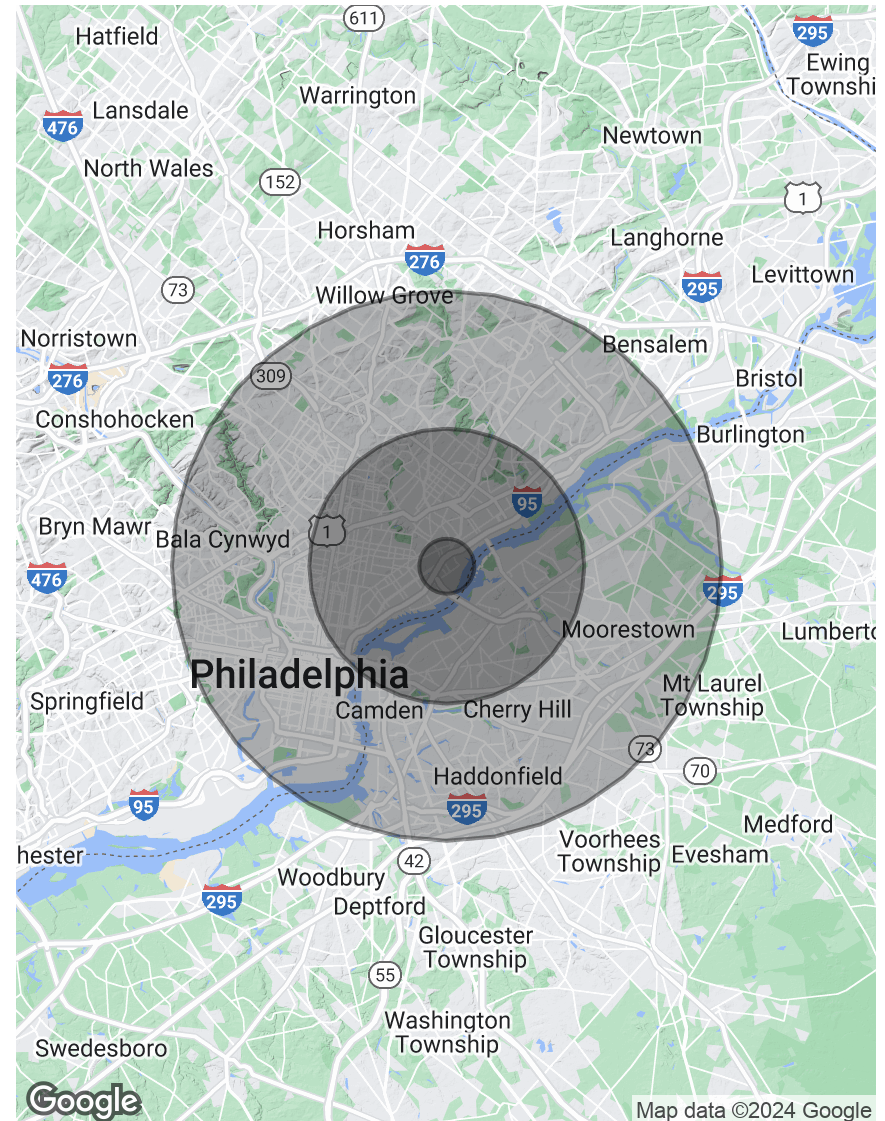 611
Hatfield
295
Ewing
Townshi
Lansdale
Warrington
476
Newtown
North Wales
152
1
Horsham
Langhorne
276
Levittown
73
295
Willow Grove
Norristown
Bensalem
276
309
Bristol
Conshohocken
Burlington
95
Bryn Mawr
1
Bala Cynwyd
476
295
Moorestown
Lumberto
Philadelphia
Mt Laurel
Township
Springfield
Camden
Cherry Hill
73
70
Haddonfield
95
295
Medford
Voorhees
Township
Evesham
hester
42
Woodbury
295
Deptford
Gloucester
Township
55
Washington
Township
Swedesboro
Google
Map data ©2024 Google